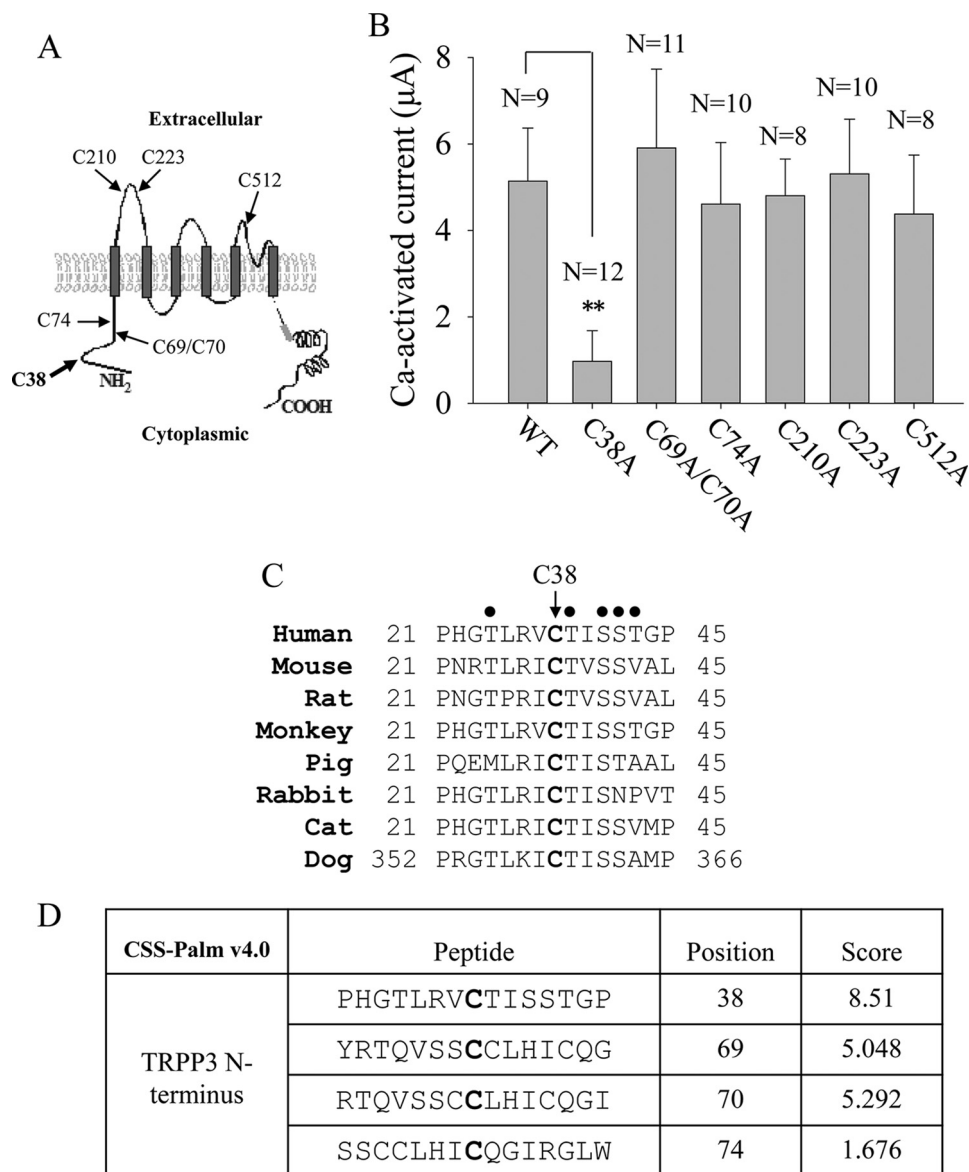 A
Extracellular
C210
C223
C512
C74
C69/C70
C38
NH2
COOH
Cytoplasmic
B
Ca-activated current (μA)
8
6
4
2
0
N=9
N=12
**
N=11
N=10
N=8
N=10
N=8
WT
C38A
C69A/C70A
C74A
C210A
C223A
C512A
C
C38
Human 21 PHGTLRVCTISSTGP 45
Mouse 21 PNRTLRICTVSSVAL 45
Rat 21 PNGTPRICTVSSVAL 45
Monkey 21 PHGTLRVCTISSTGP 45
Pig 21 PQEMLRICTISTAAL 45
Rabbit 21 PHGTLRICTISNPVT 45
Cat 21 PHGTLRICTISSVMP 45
Dog 352 PRGTLKICTISSAMP 366
D
CSS-Palm v4.0 Peptide Position Score
TRPP3 N-
terminus
PHGTLRVCTISSTGP 38 8.51
YRTQVSSCCLHICQG 69 5.048
RTQVSSCCLHICQGI 70 5.292
SSCCLHICQGIRGLW 74 1.676